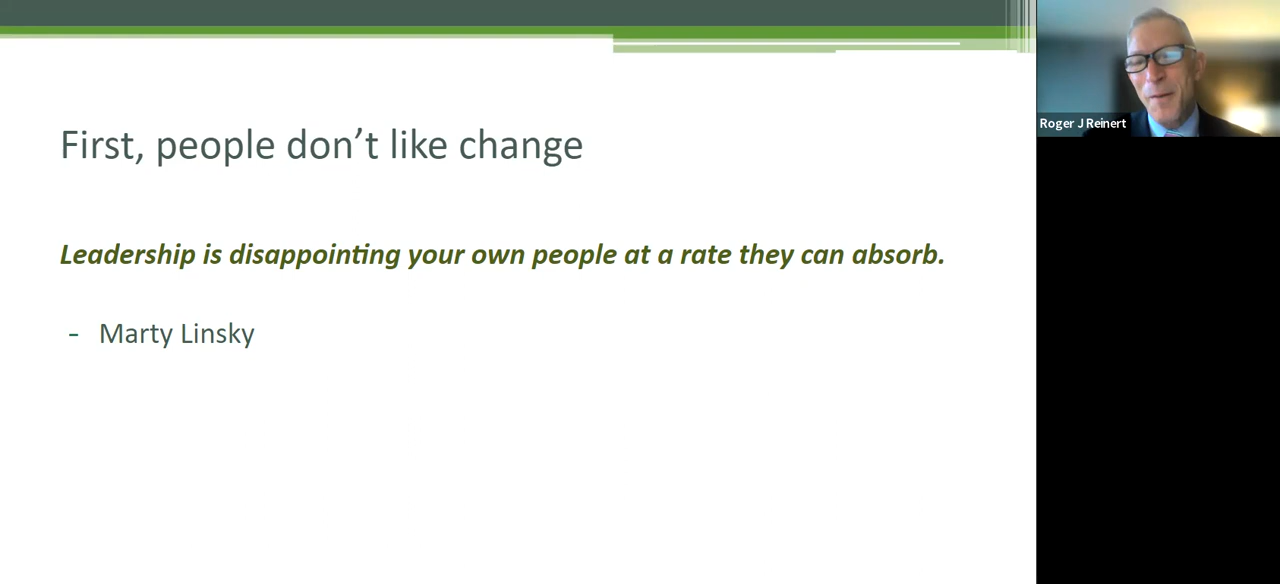 First, people don’t like change
Leadership is disappointing your own people at a rate they can absorb.
- Marty Linsky
Roger J Reinert